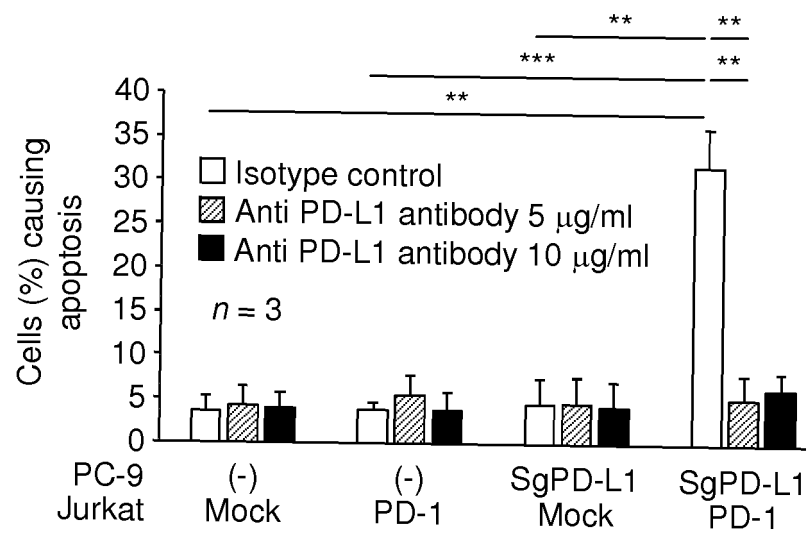 ** **
*** **
**
Cells (%) causing
apoptosis
40
35
30
25
20
15
10
5
0
Isotype control
Anti PD-L1 antibody 5 μg/ml
Anti PD-L1 antibody 10 μg/ml
n = 3
PC-9 (-) (-) SgPD-L1 SgPD-L1
Jurkat Mock PD-1 Mock PD-1